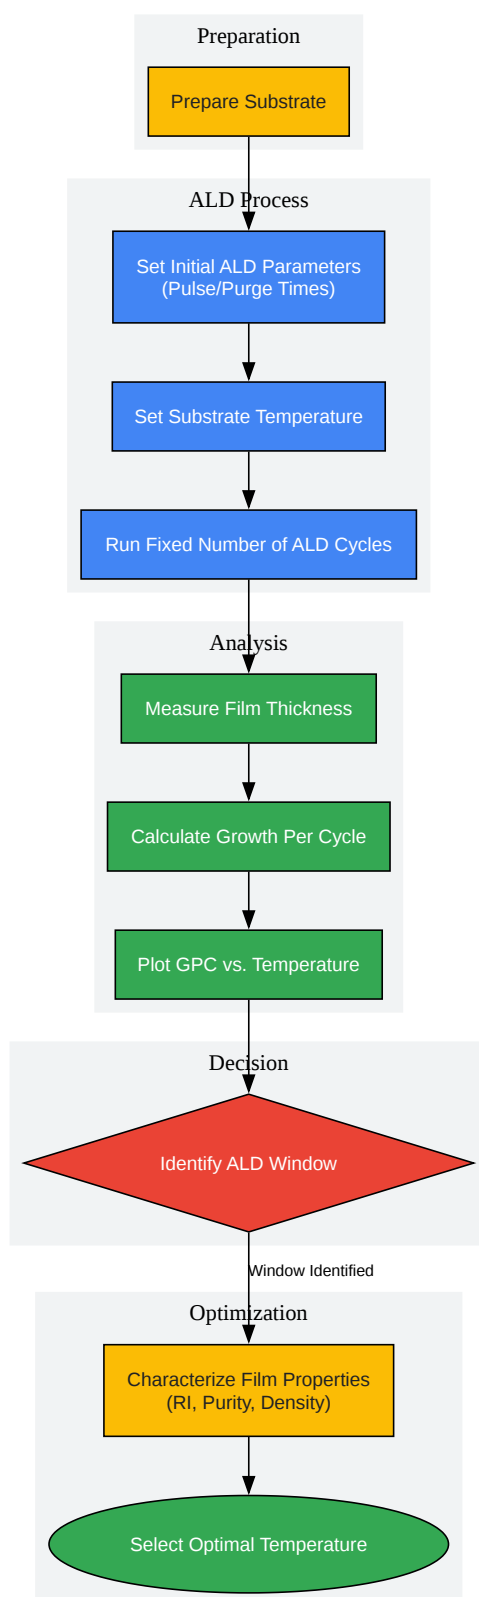 Preparation
Prepare Substrate
ALD Process
Set Initial ALD Parameters
(Pulse/Purge Times)
Set Substrate Temperature
Run Fixed Number of ALD Cycles
Analysis
Measure Film Thickness
Calculate Growth Per Cycle
Plot GPC vs. Temperature
Decision
Identify ALD Window
Window Identified
Optimization
Characterize Film Properties
(RI, Purity, Density)
Select Optimal Temperature